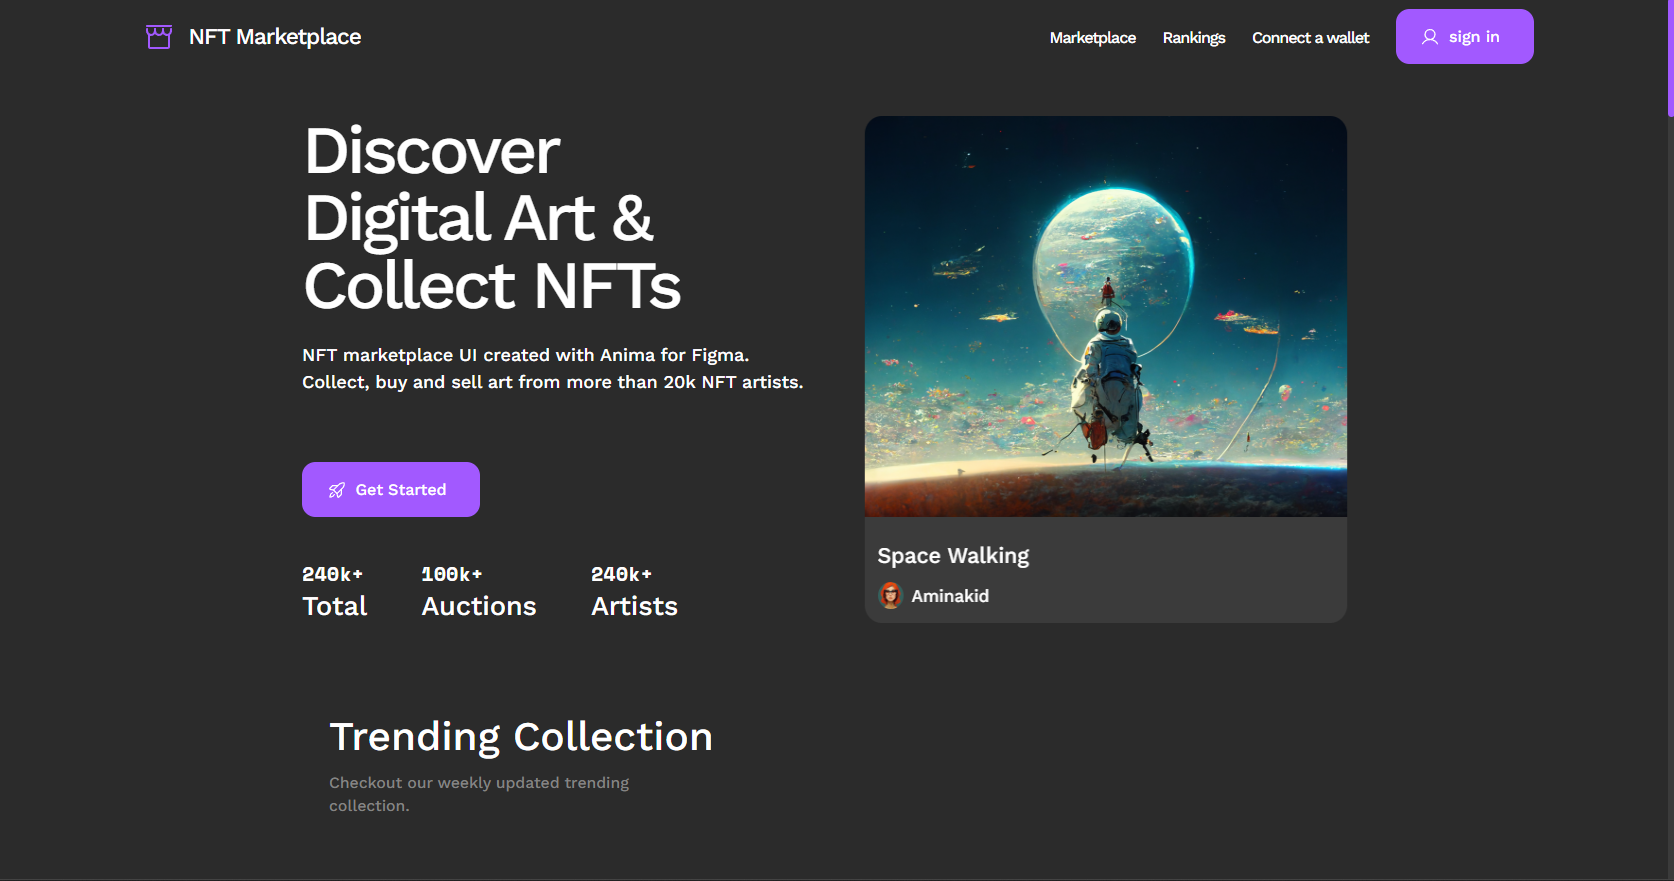 NFT Marketplace
Marketplace
Rankings
Connect a wallet
sign in
Discover
Digital Art &
Collect NFTs
NFT marketplace UI created with Anima for Figma.
Collect, buy and sell art from more than 20k NFT artists.
Get Started
240k+
Total
100k+
Auctions
240k+
Artists
Space Walking
Aminakid
Trending Collection
Checkout our weekly updated trending
collection.